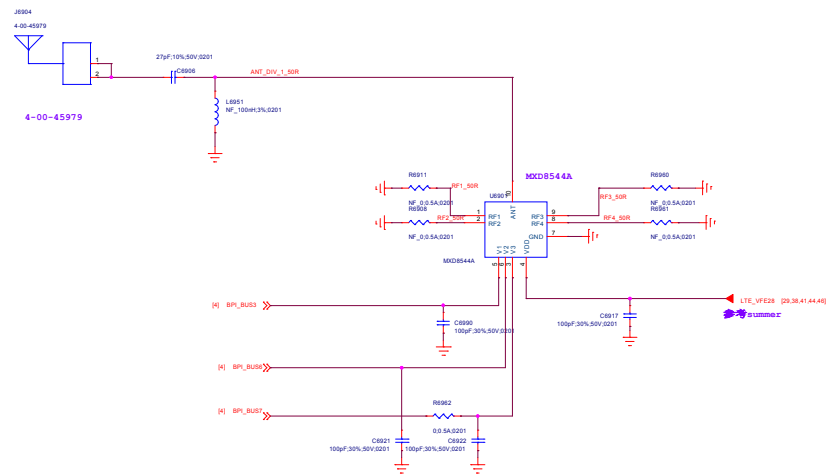 J6904
4-00-45979
1
2
4-00-45979
27pF;10%;50V;0201
C6906
ANT_DIV_1_50R
L6951
NF_100nH;3%;0201
R6911
RF1_50R
NF_0;0.5A;0201
R6908
RF2_50R
NF_0;0.5A;0201
MXD8544A
U6901
10
ANT
1
RF1
2
RF2
RF3
9
RF4
8
GND
7
V1
V2
V3
VDD
5
6
3
4
MXD8544A
R6960
RF3_50R
NF_0;0.5A;0201
R6961
RF4_50R
NF_0;0.5A;0201
[4] BPI_BUS3
C6990
100pF;30%;50V;0201
LTE_VFE28 [29,38,41,44,46]
参考summer
C6917
100pF;30%;50V;0201
[4] BPI_BUS6
[4] BPI_BUS7
R6962
0;0.5A;0201
C6921
100pF;30%;50V;0201
C6922
100pF;30%;50V;0201